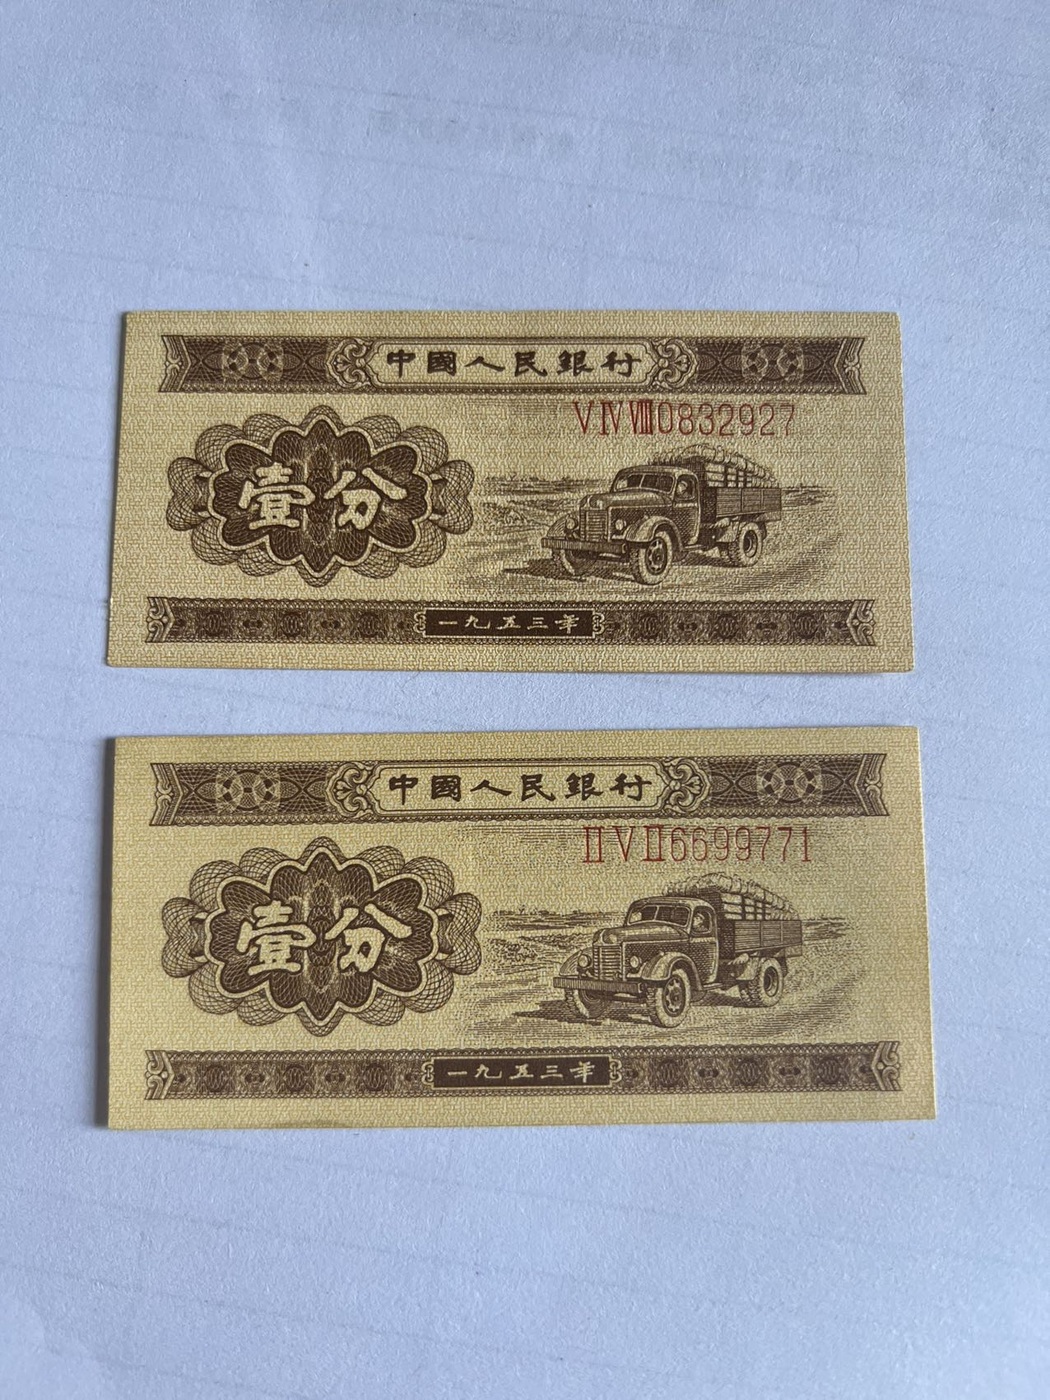 中國人民銀行
ⅤⅣⅧ0832927
壹分
一九五三年
中國人民銀行
ⅡⅤⅡ6699771
壹分
一九五三年